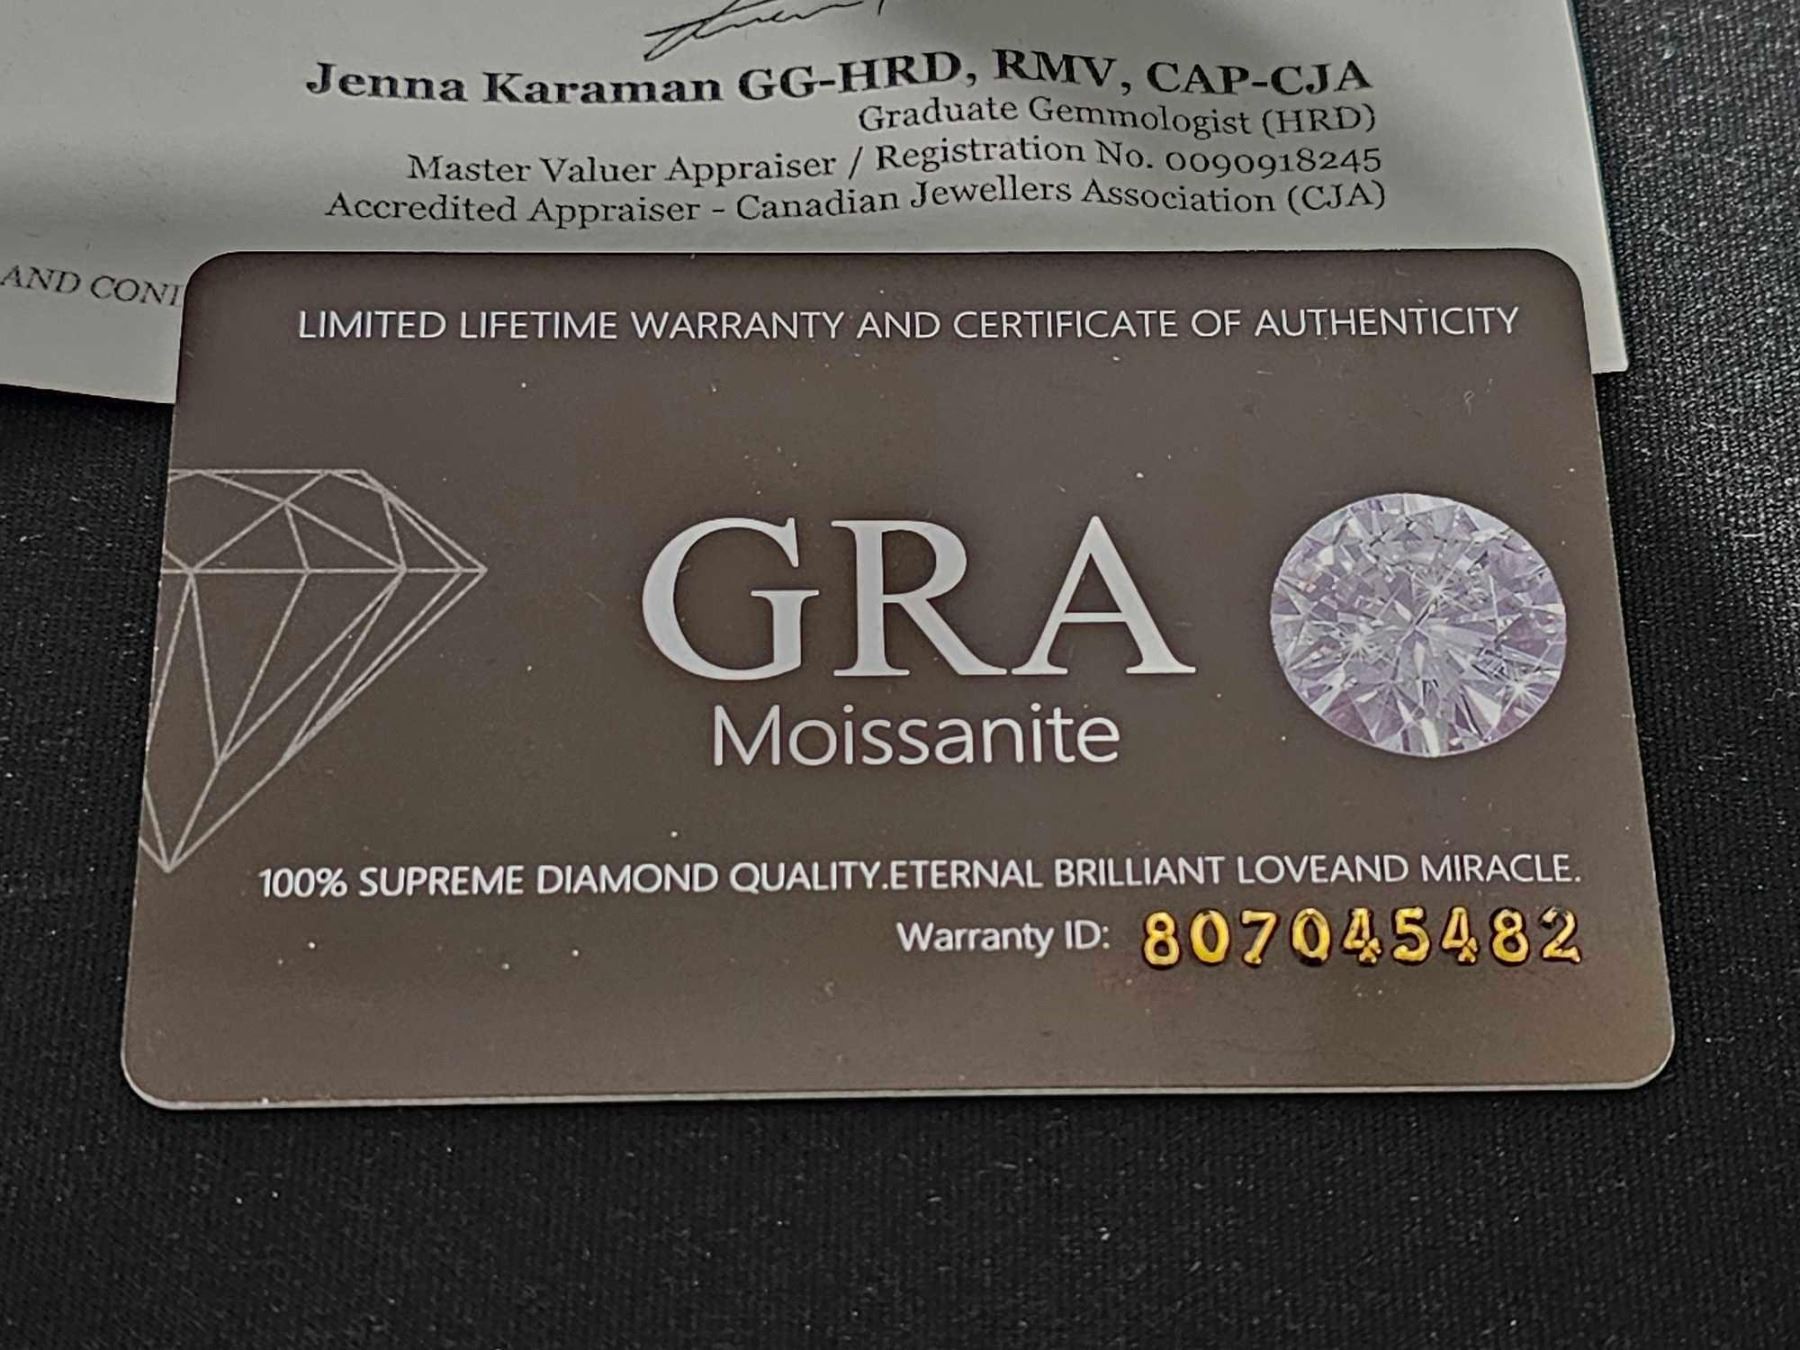 Jenna Karaman GG-HRD, RMV, CAP-CJA
Graduate Gemmologist (HRD)
Master Valuer Appraiser / Registration No. 0090918245
Accredited Appraiser - Canadian Jewellers Association (CJA)
AND
LIMITED LIFETIME WARRANTY AND CERTIFICATE OF AUTHENTICITY
GRA
Moissanite
100% SUPREME DIAMOND QUALITY.ETERNAL BRILLIANT LOVEAND MIRACLE.
Warranty ID: 807045482